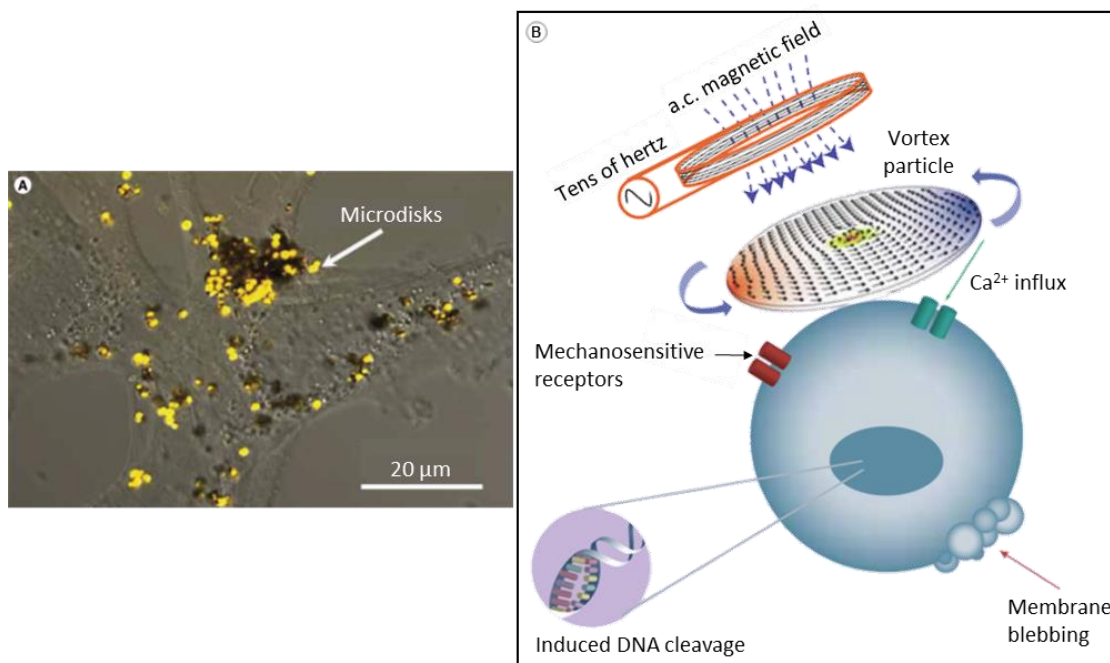 A
Microdisks
20 µm
B
a.c. magnetic field
Tens of hertz
Vortex
particle
Ca²⁺ influx
Mechanosensitive
receptors
Induced DNA cleavage
Membrane
blebbing